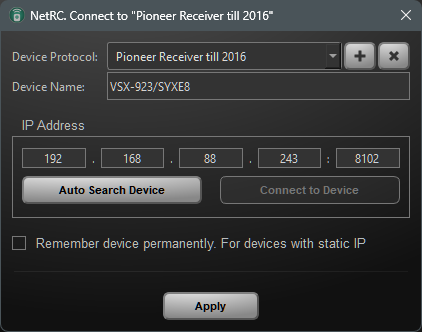 NetRC. Connect to "Pioneer Receiver till 2016"
Device Protocol: Pioneer Receiver till 2016
Device Name: VSX-923/SYXE8
IP Address
192 . 168 . 88 . 243 : 8102
Auto Search Device Connect to Device
Remember device permanently. For devices with static IP
Apply